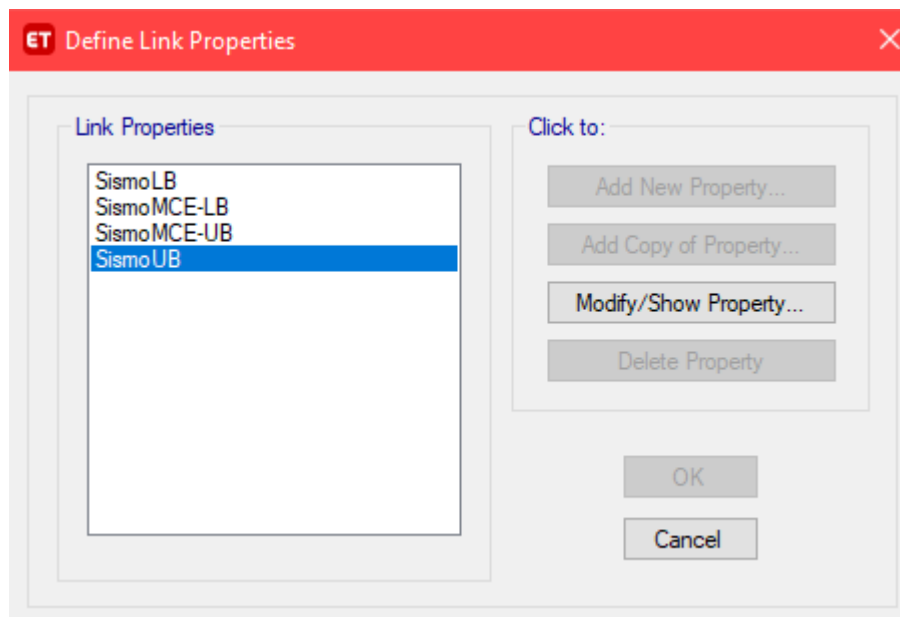 ET Define Link Properties
Link Properties
SismoLB
SismoMCE-LB
SismoMCE-UB
SismoUB
Click to:
Add New Property...
Add Copy of Property...
Modify/Show Property...
Delete Property
OK
Cancel